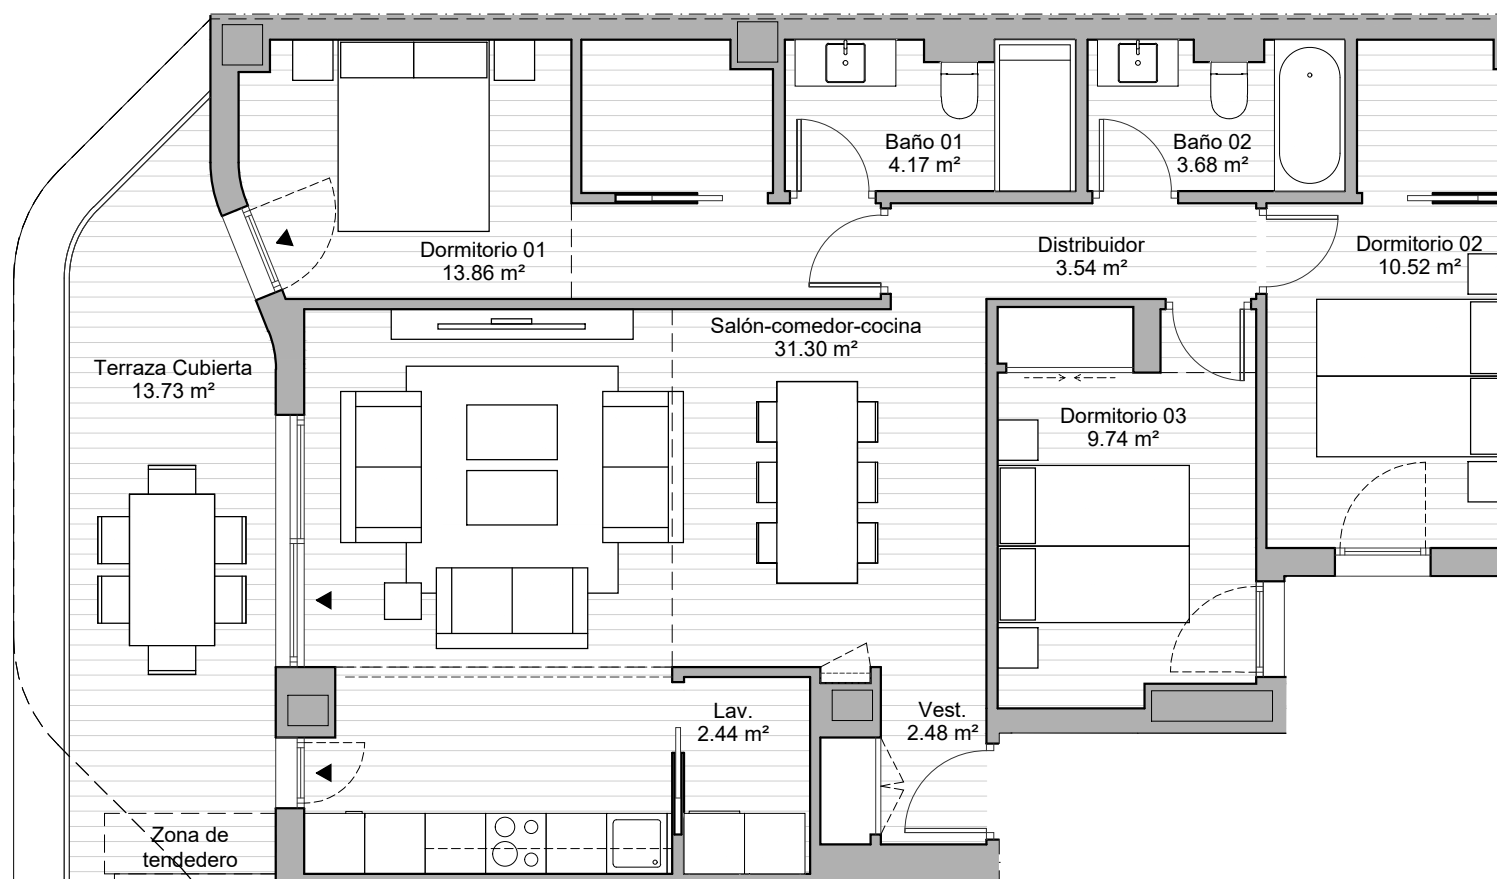 Baño 01
4.17 m²
Baño 02
3.68 m²
Dormitorio 01
13.86 m²
Distribuidor
3.54 m²
Dormitorio 02
10.52 m²
Salón-comedor-cocina
31.30 m²
Terraza Cubierta
13.73 m²
Dormitorio 03
9.74 m²
Lav.
2.44 m²
Vest.
2.48 m²
Zona de
tendedero